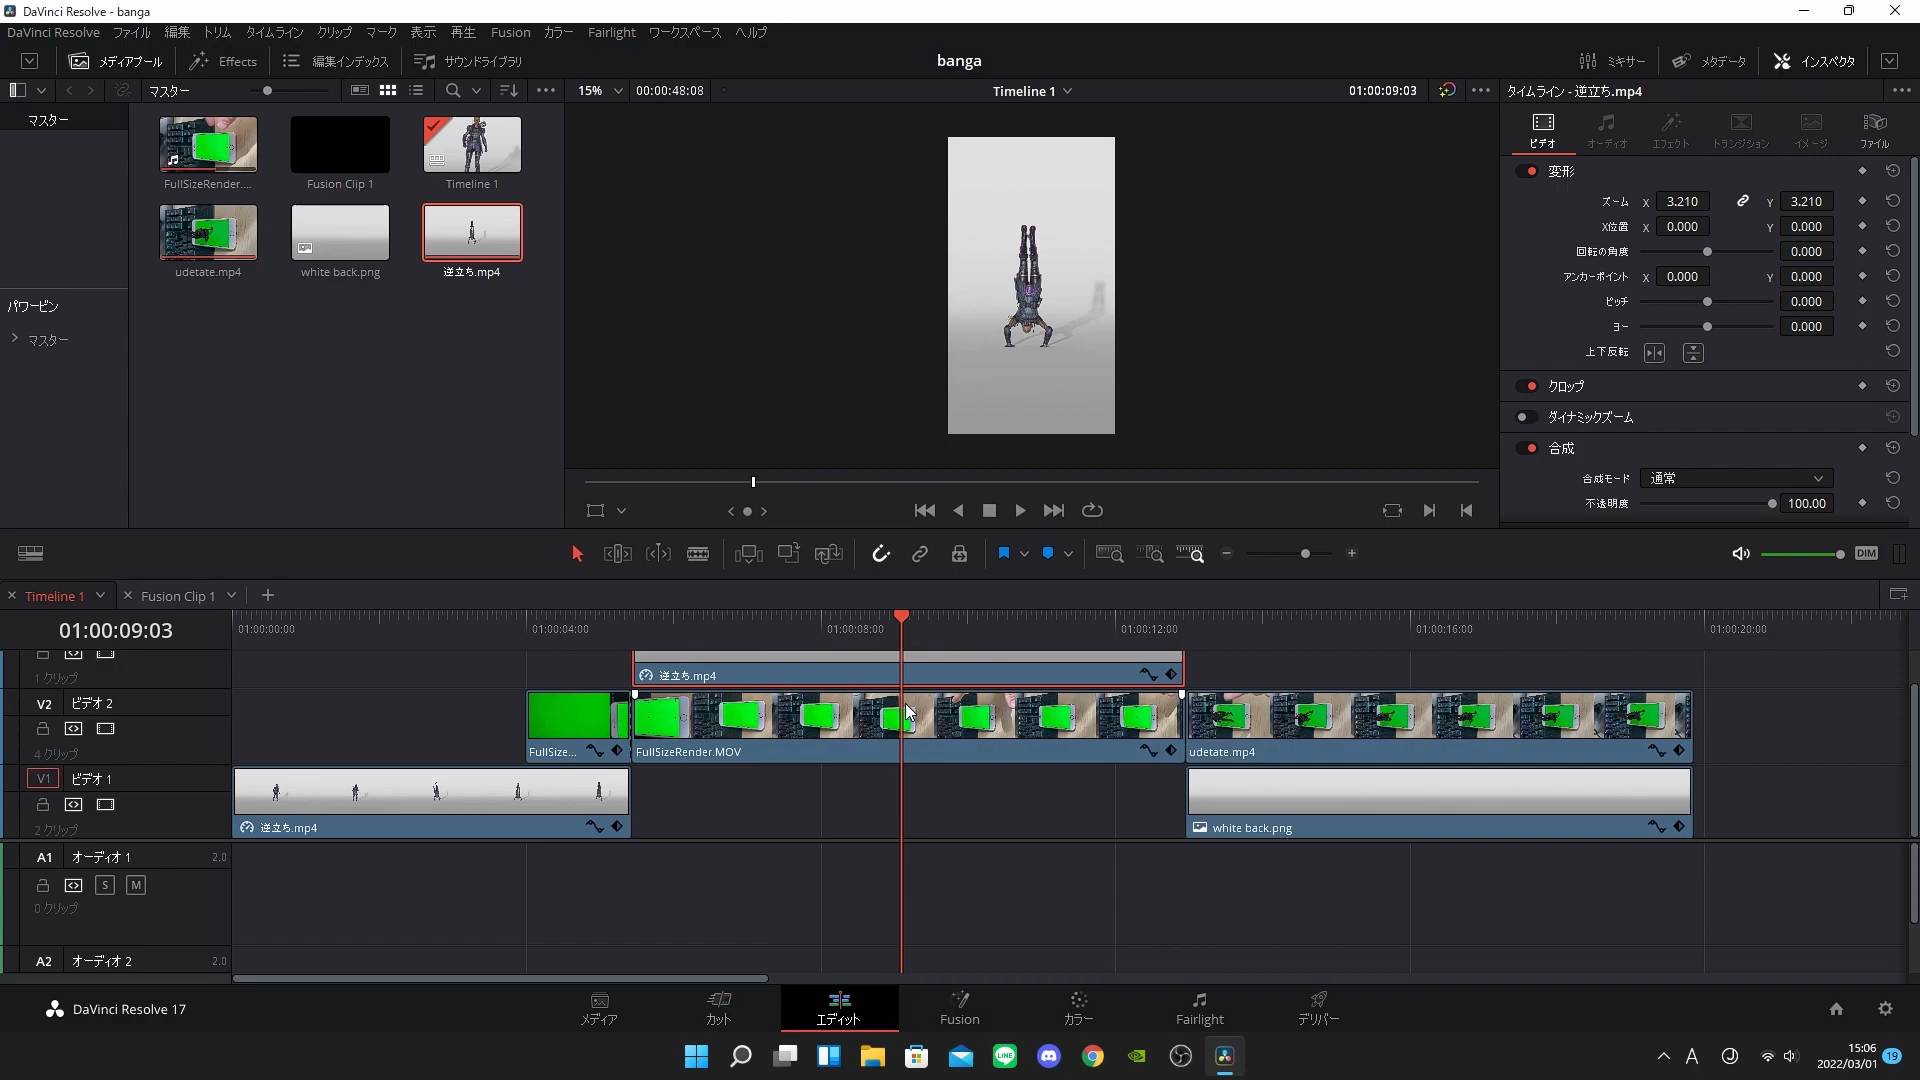 DaVinci Resolve - banga
DaVinci Resolve ファイル 編集 トリム タイムライン クリップ マーク 表示 再生 Fusion カラー Fairlight ワークスペース ヘルプ
メディアプール Effects 編集インデックス サウンドライブラリ banga ミキサー メタデータ インスペクタ
マスター 15% 00:00:48:08 Timeline 1 01:00:09:03 タイムライン - 逆立ち.mp4
マスター
FullSizeRender.... Fusion Clip 1 Timeline 1
udetate.mp4 white back.png 逆立ち.mp4
パワービン
マスター
ビデオ オーディオ エフェクト トランジション イメージ ファイル
変形
ズーム X 3.210 Y 3.210
X位置 X 0.000 Y 0.000
回転の角度 0.000
アンカーポイント X 0.000 Y 0.000
ピッチ 0.000
ヨー 0.000
上下反転
クロップ
ダイナミックズーム
合成
合成モード 通常
不透明度 100.00
DIM
Timeline 1 Fusion Clip 1
01:00:09:03 01:00:00:00 01:00:04:00 01:00:08:00 01:00:12:00 01:00:16:00 01:00:20:00
1 クリップ 逆立ち.mp4
V2 ビデオ 2
4 クリップ FullSize... FullSizeRender.MOV udetate.mp4
V1 ビデオ 1
2 クリップ 逆立ち.mp4 white back.png
A1 オーディオ 1 2.0
S M
0 クリップ
A2 オーディオ 2 2.0
DaVinci Resolve 17 メディア カット エディット Fusion カラー Fairlight デリバー
LINE
A J 15:06
2022/03/01 19